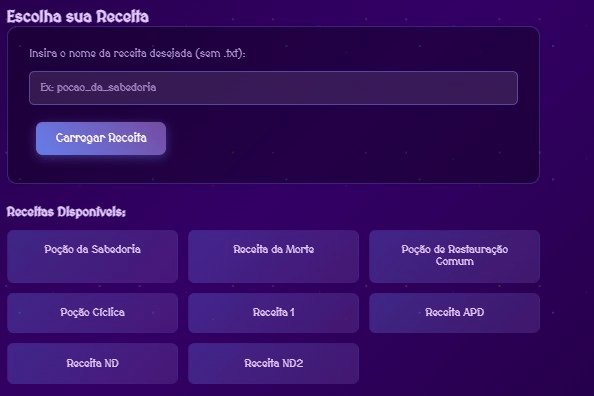 Escolha sua Receita
Insira o nome da receita desejada (sem .txt):
Ex: pocao_da_sabedoria
Carregar Receita
Receitas Disponíveis:
Poção da Sabedoria
Receita da Morte
Poção de Restauração
Comum
Poção Cíclica
Receita 1
Receita APD
Receita ND
Receita ND2